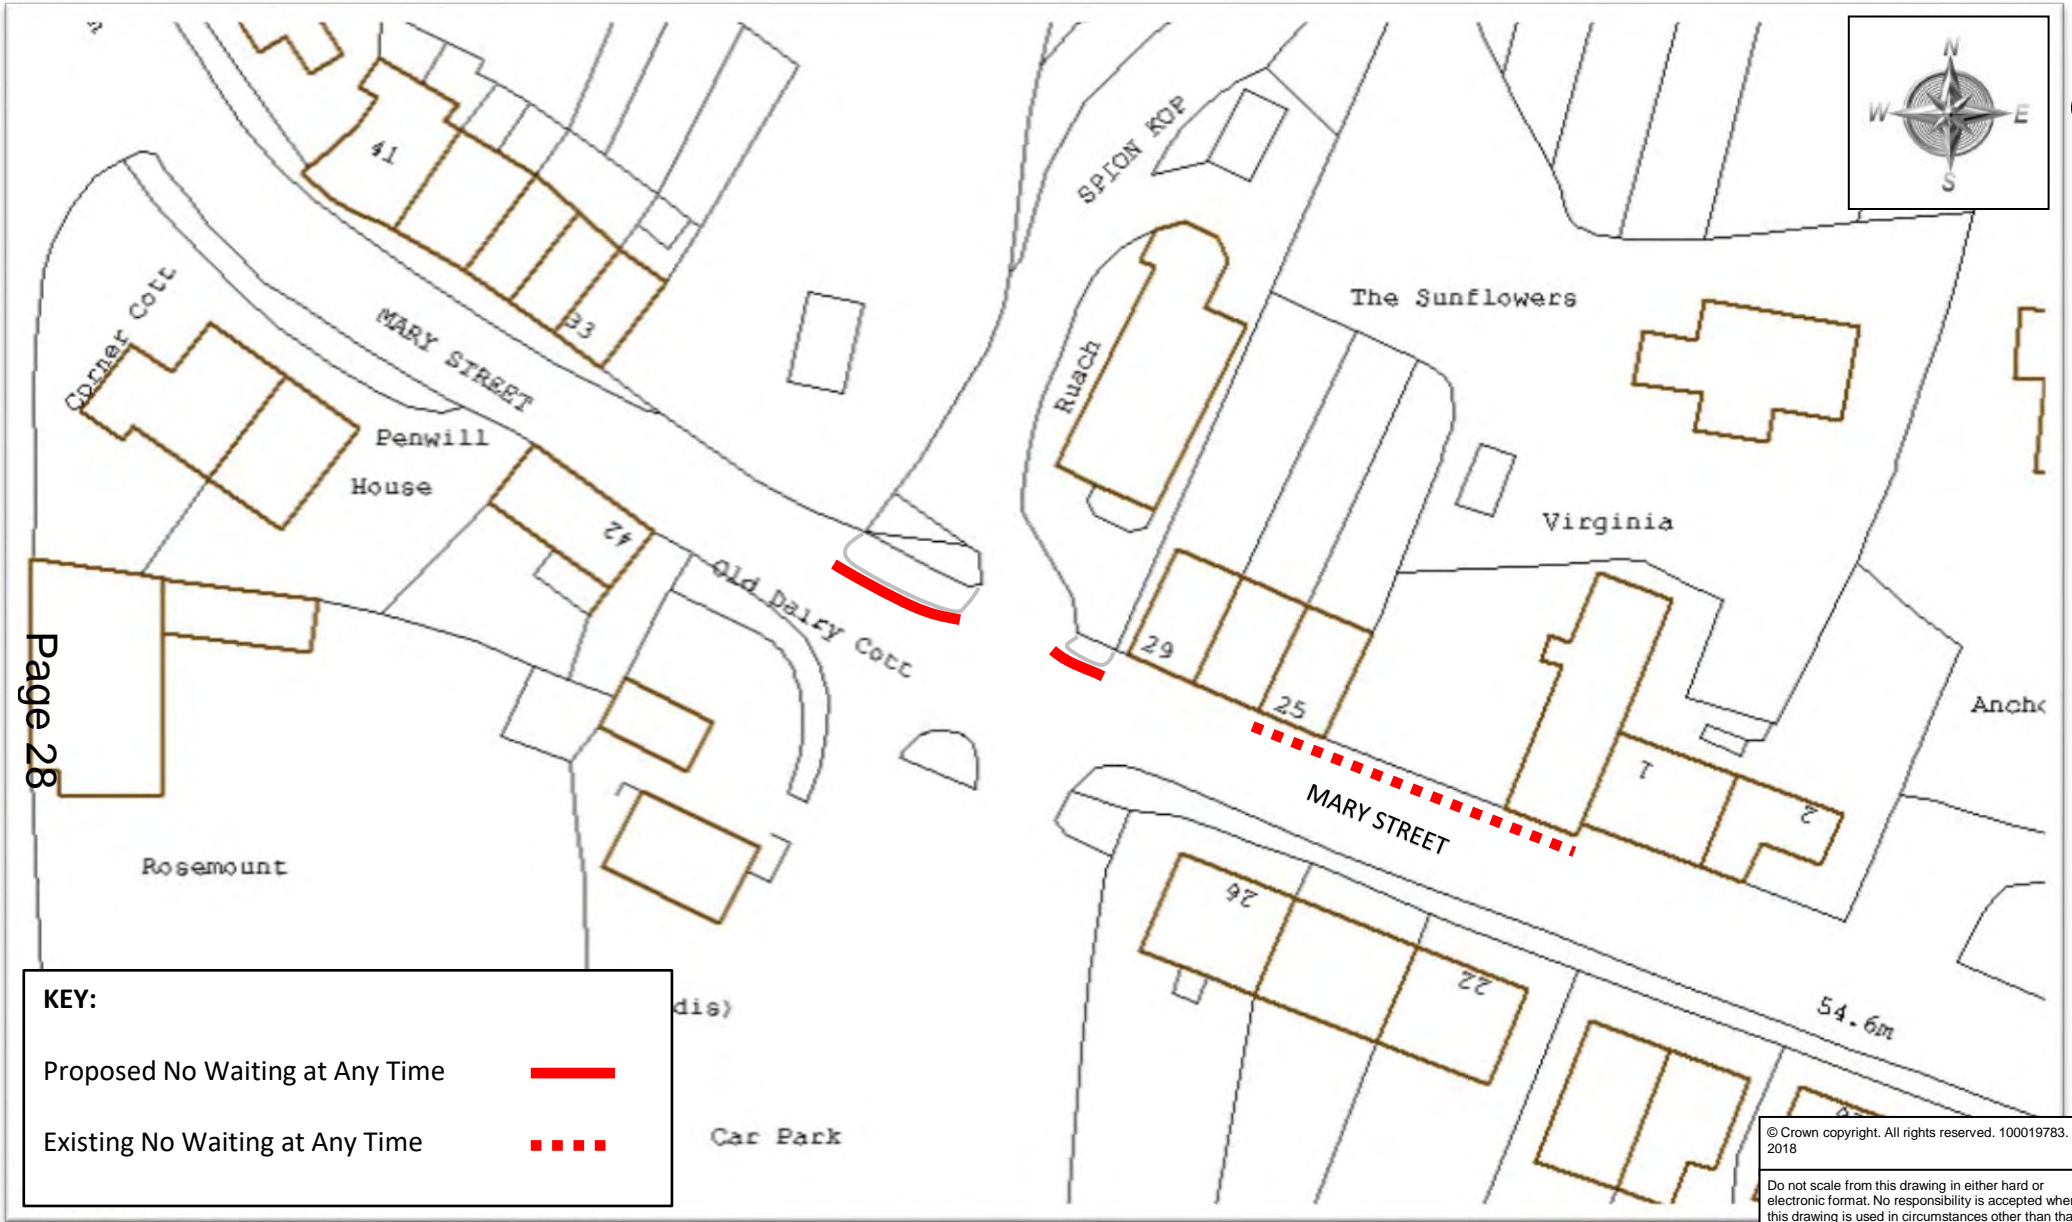 N
W
E
S
41
SPION KOP
Corner Cott
MARY STREET
33
The Sunflowers
Ruach
Penwill
House
42
Virginia
Old Dairy Cott
29
25
Page 28
Ancho
1
2
MARY STREET
Rosemount
26
22
54.6m
KEY:
Proposed No Waiting at Any Time
Existing No Waiting at Any Time
dis)
Car Park
© Crown copyright. All rights reserved. 100019783.
2018
Do not scale from this drawing in either hard or
electronic format. No responsibility is accepted when
this drawing is used in circumstances other than tha